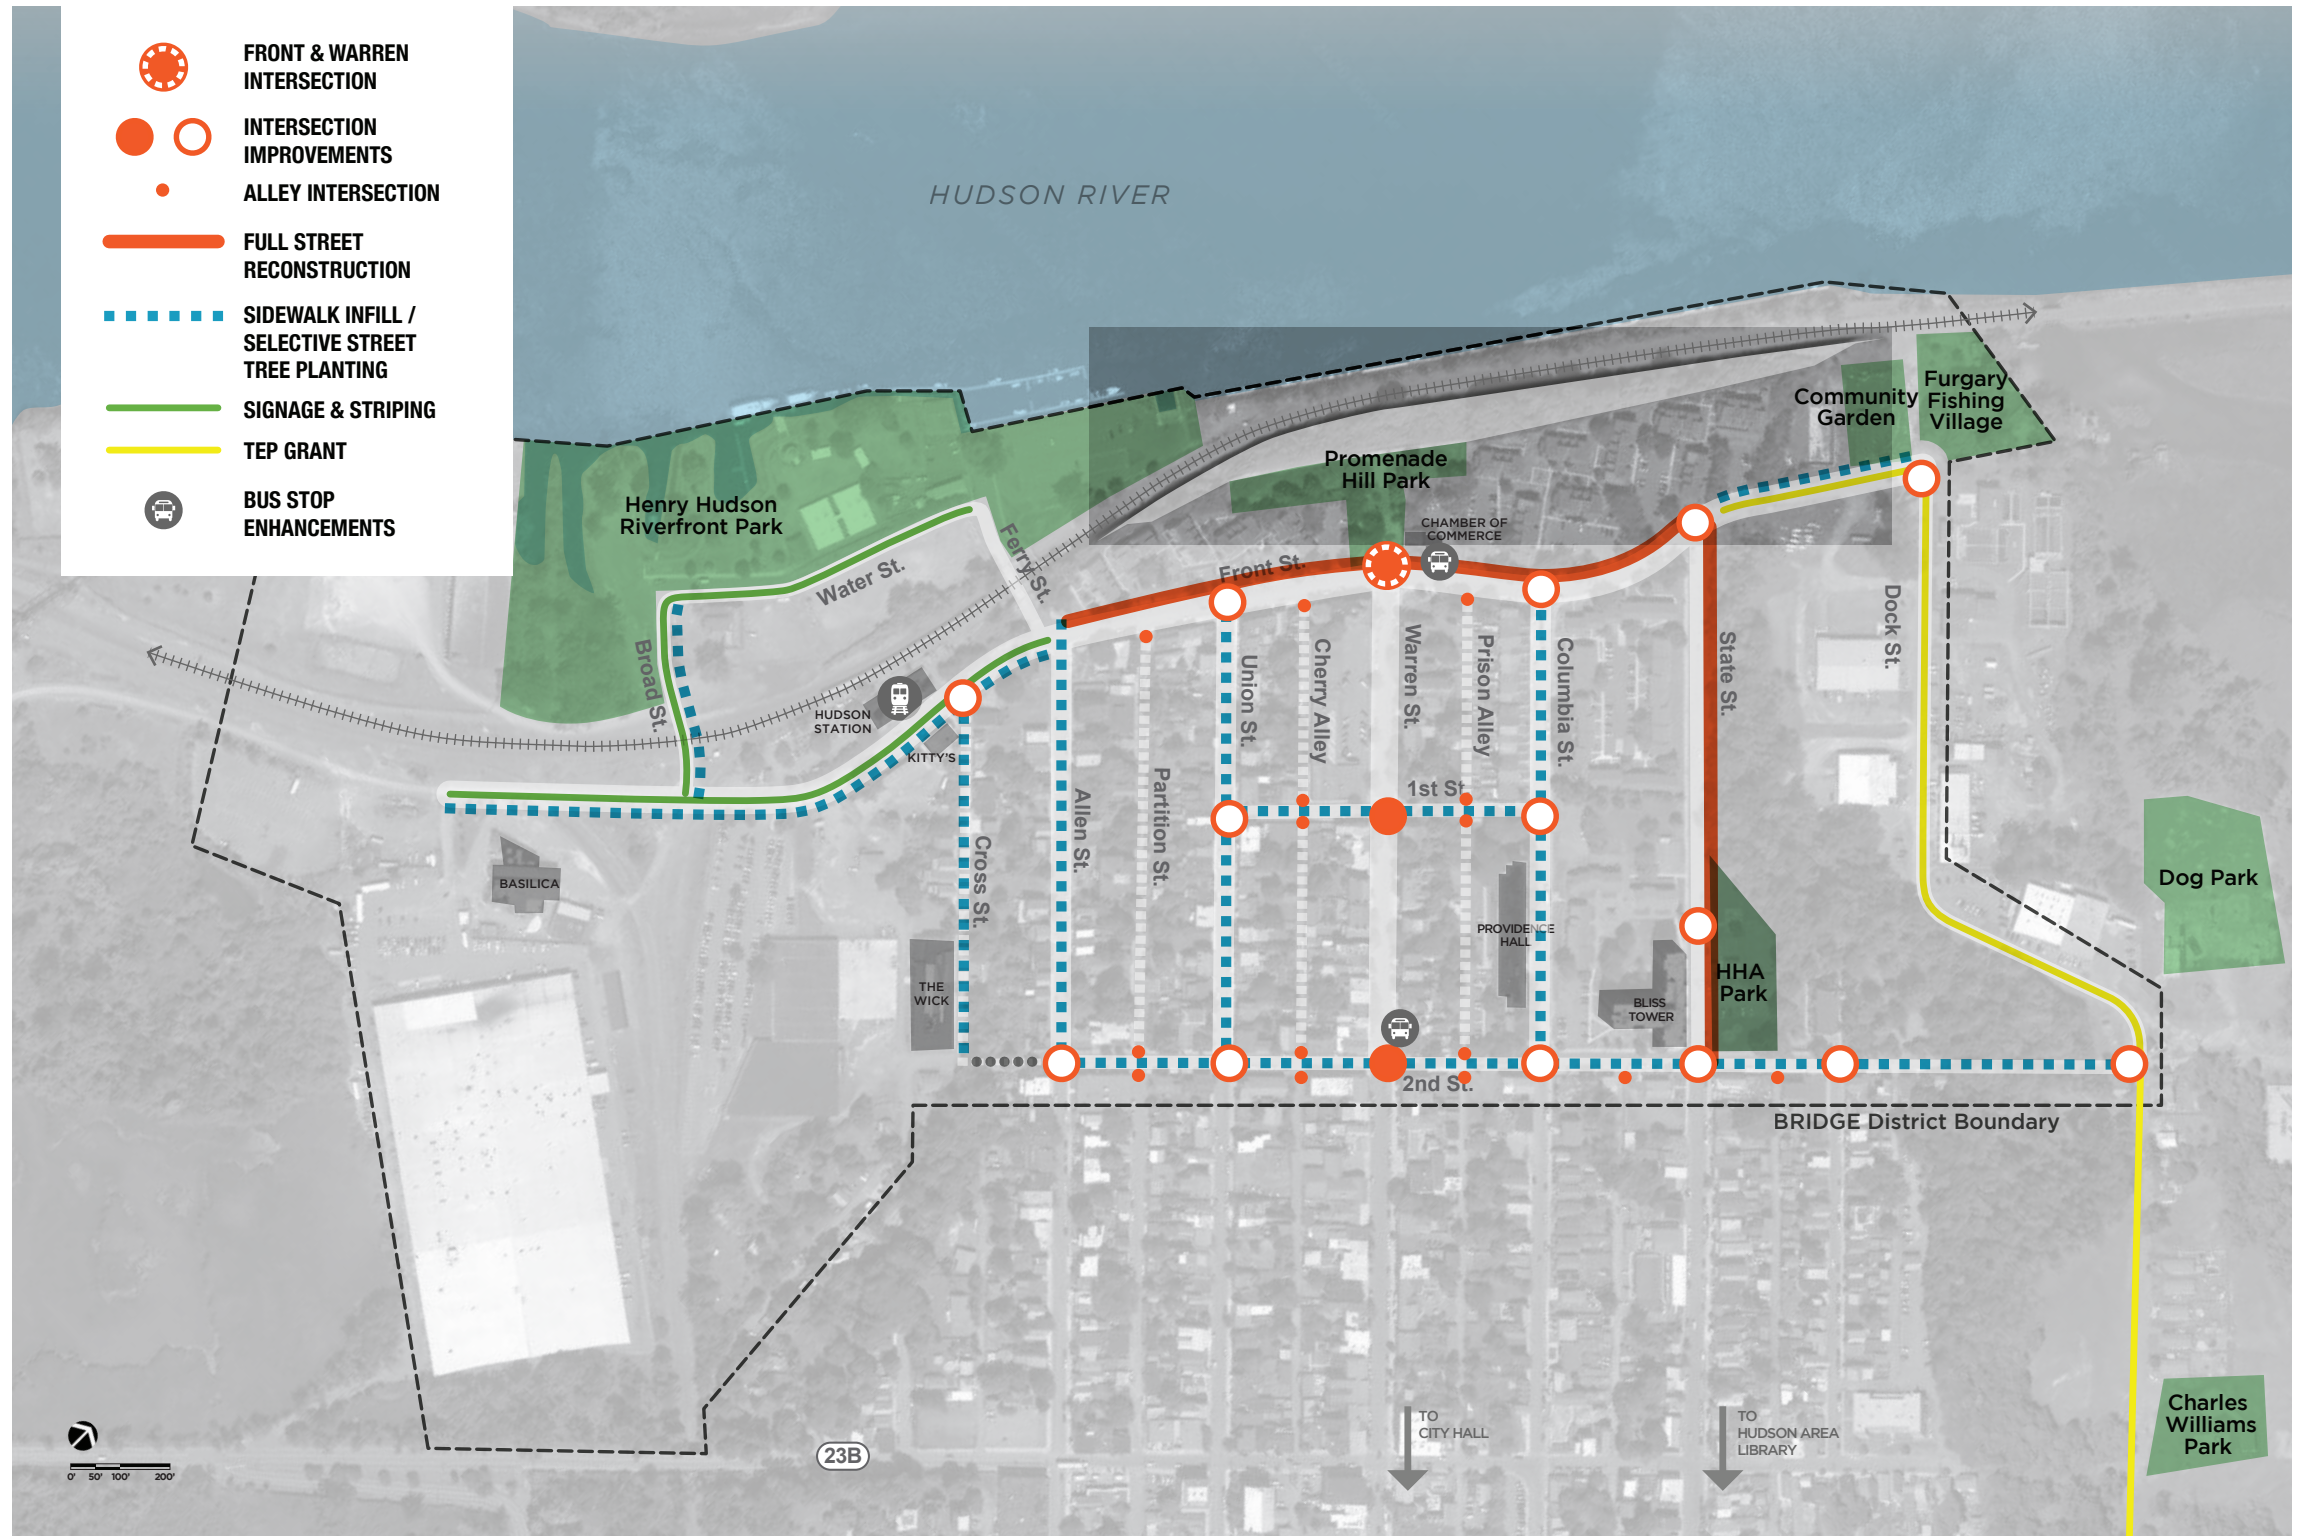 FRONT & WARREN
INTERSECTION
INTERSECTION
IMPROVEMENTS
ALLEY INTERSECTION
FULL STREET
RECONSTRUCTION
SIDEWALK INFILL /
SELECTIVE STREET
TREE PLANTING
SIGNAGE & STRIPING
TEP GRANT
BUS STOP
ENHANCEMENTS
HUDSON RIVER
Henry Hudson
Riverfront Park
Promenade
Hill Park
Community
Garden
Furgary
Fishing
Village
CHAMBER OF
COMMERCE
Water St.
Ferry St.
Front St.
Broad St.
HUDSON
STATION
KITTY'S
Cross St.
Allen St.
Partition St.
Union St.
Cherry Alley
Warren St.
Prison Alley
Columbia St.
State St.
Dock St.
1st St.
BASILICA
THE
WICK
PROVIDENCE
HALL
BLISS
TOWER
HHA
Park
Dog Park
2nd St.
BRIDGE District Boundary
TO
CITY HALL
TO
HUDSON AREA
LIBRARY
Charles
Williams
Park
23B
0' 50' 100' 200'